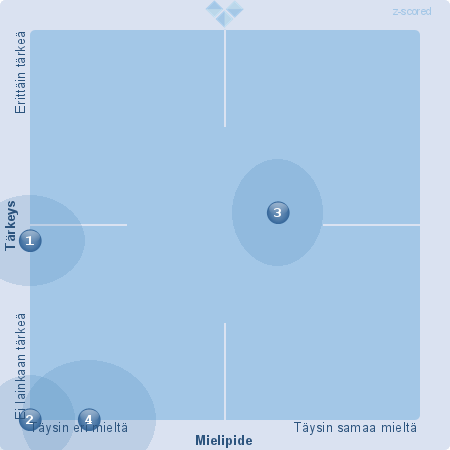 z-scored
Erittäin tärkeä
Tärkeys
Ei lainkaan tärkeä
3
1
2
4
Täysin eri mieltä
Täysin samaa mieltä
Mielipide